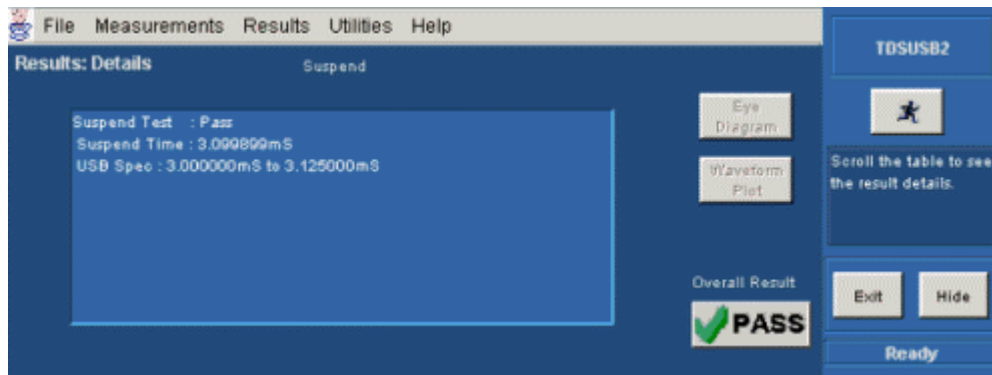 File Measurements Results Utilities Help
TDSUSB2
Results: Details
Suspend
Suspend Test : Pass
Suspend Time : 3.099899mS
USB Spec : 3.000000mS to 3.125000mS
Eye
Diagram
Waveform
Plot
Scroll the table to see
the result details.
Overall Result
PASS
Exit
Hide
Ready